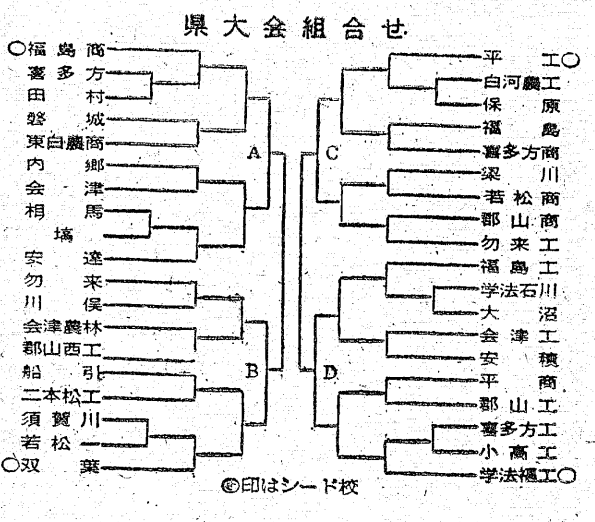 県大会組合せ
○福島商
喜多方
田村
磐城
東白農商
内郷
会津
相馬
塙
安達
勿来
川俣
会津農林
郡山西工
船引
二本松工
須賀川
若松
○双葉
A
B
C
D
平工○
白河農工
保原
福島
喜多方商
梁川
若松商
郡山商
勿来工
福島工
学法石川
大沼
会津工
安積
平商
郡山工
喜多方工
小高工
学法福工○
印はシード校